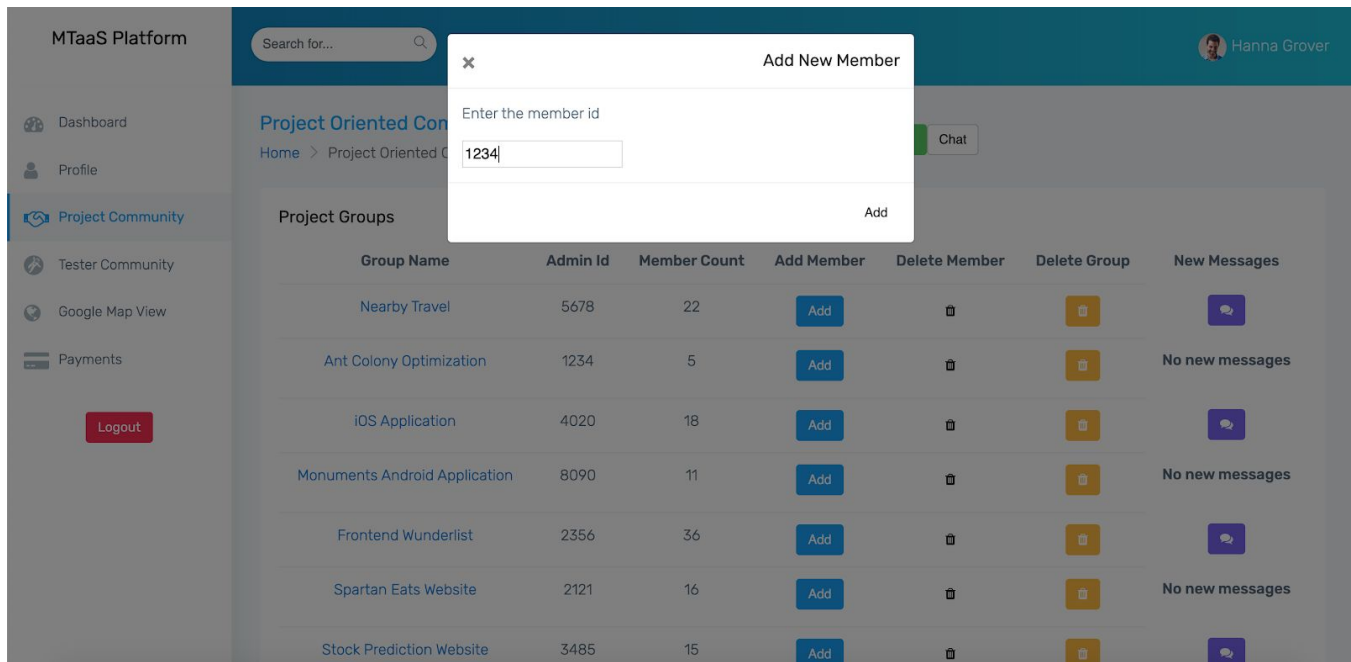 MTaaS Platform
Search for...
Hanna Grover
× Add New Member
Enter the member id
1234
Add
Dashboard
Profile
Project Community
Tester Community
Google Map View
Payments
Logout
Project Oriented Con
Home > Project Oriented C
Chat
Project Groups
Group Name Admin Id Member Count Add Member Delete Member Delete Group New Messages
Nearby Travel 5678 22 Add
Ant Colony Optimization 1234 5 Add No new messages
iOS Application 4020 18 Add
Monuments Android Application 8090 11 Add No new messages
Frontend Wunderlist 2356 36 Add
Spartan Eats Website 2121 16 Add No new messages
Stock Prediction Website 3485 15 Add